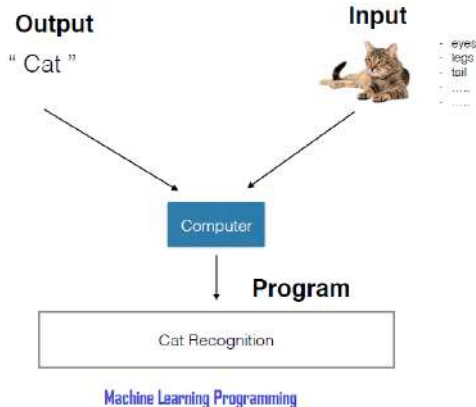 Output
“ Cat ”
Input
- eyes
- legs
- tail
- .....
- .....
Computer
Program
Cat Recognition
Machine Learning Programming